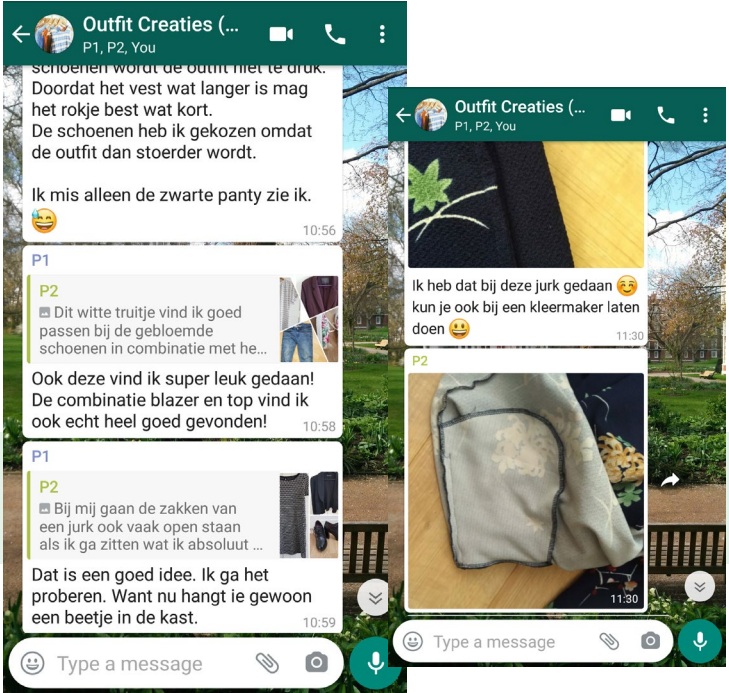 Outfit Creaties (...
P1, P2, You
schoenen wordt de outfit niet te druk.
Doordat het vest wat langer is mag
het rokje best wat kort.
De schoenen heb ik gekozen omdat
de outfit dan stoerder wordt.
Ik mis alleen de zwarte panty zie ik.
😅
10:56
P1
P2
Dit witte truitje vind ik goed
passen bij de gebloemde
schoenen in combinatie met he...
Ook deze vind ik super leuk gedaan!
De combinatie blazer en top vind ik
ook echt heel goed gevonden!
10:58
P1
P2
Bij mij gaan de zakken van
een jurk ook vaak open staan
als ik ga zitten wat ik absoluut ...
Dat is een goed idee. Ik ga het
proberen. Want nu hangt ie gewoon
een beetje in de kast.
10:59
Type a message
Outfit Creaties (...
P1, P2, You
Ik heb dat bij deze jurk gedaan ☺️
kun je ook bij een kleermaker laten
doen 😃
11:30
P2
11:30
Type a message